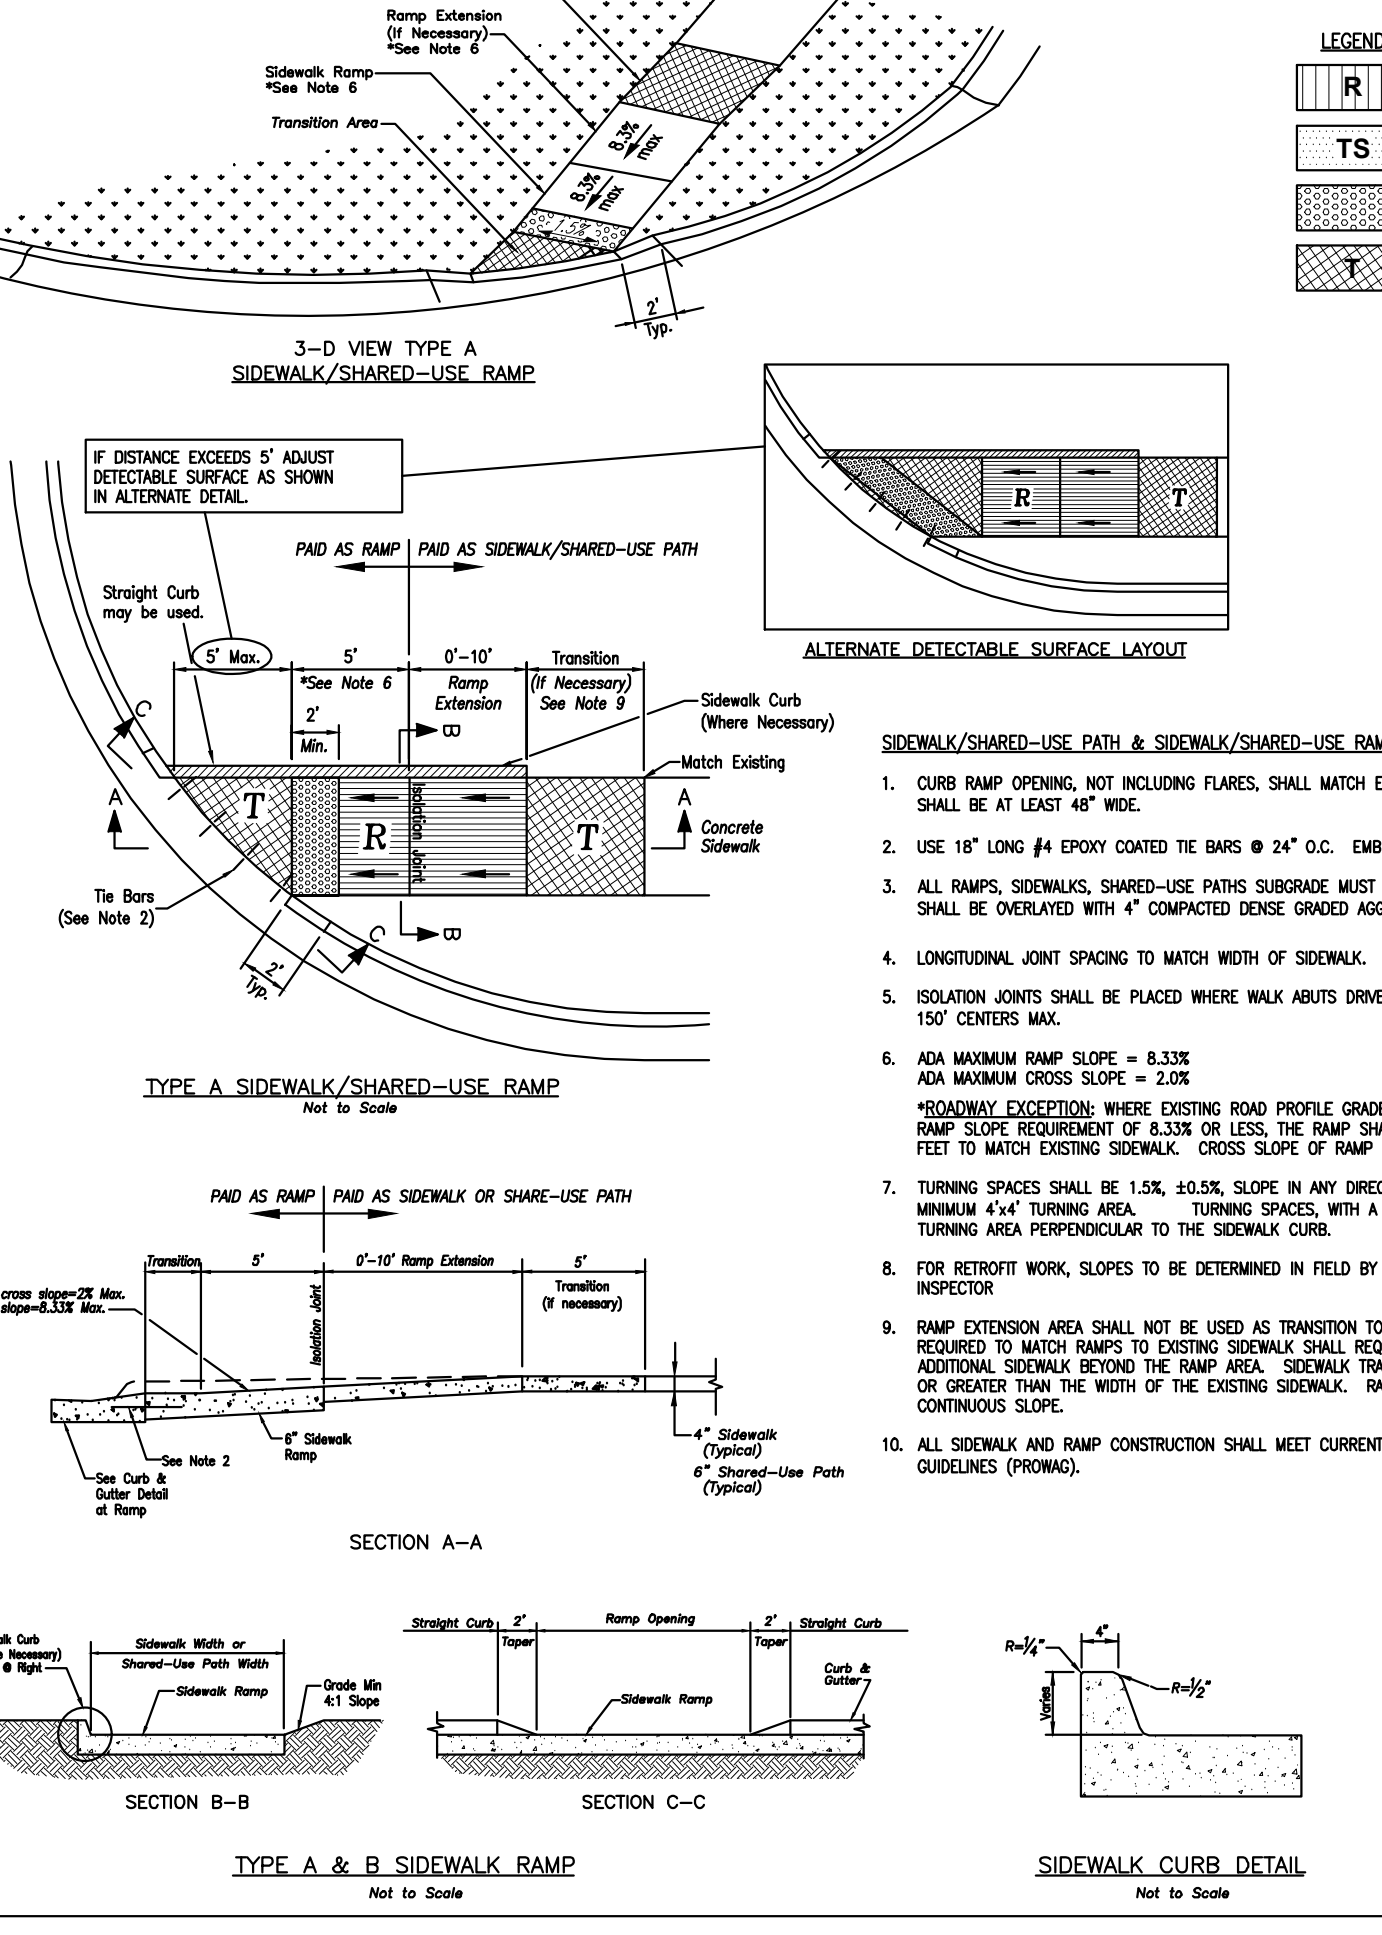 Ramp Extension
(If Necessary)
*See Note 6
Sidewalk Ramp
*See Note 6
Transition Area
8.3%
max
8.3%
max
1.5%
2'
Typ.
3-D VIEW TYPE A
SIDEWALK/SHARED-USE RAMP
LEGEND
R
TS
T
IF DISTANCE EXCEEDS 5' ADJUST
DETECTABLE SURFACE AS SHOWN
IN ALTERNATE DETAIL.
R
T
ALTERNATE DETECTABLE SURFACE LAYOUT
PAID AS RAMP
PAID AS SIDEWALK/SHARED-USE PATH
Straight Curb
may be used.
5' Max.
5'
0'-10'
Transition
*See Note 6
Ramp
Extension
(If Necessary)
See Note 9
2'
Min.
Sidewalk Curb
(Where Necessary)
Match Existing
C
B
A
T
R
Isolation Joint
T
A
Concrete
Sidewalk
Tie Bars
(See Note 2)
C
B
2'
Typ.
TYPE A SIDEWALK/SHARED-USE RAMP
Not to Scale
SIDEWALK/SHARED-USE PATH & SIDEWALK/SHARED-USE RAM
1. CURB RAMP OPENING, NOT INCLUDING FLARES, SHALL MATCH E
SHALL BE AT LEAST 48" WIDE.
2. USE 18" LONG #4 EPOXY COATED TIE BARS @ 24" O.C. EMB
3. ALL RAMPS, SIDEWALKS, SHARED-USE PATHS SUBGRADE MUST
SHALL BE OVERLAYED WITH 4" COMPACTED DENSE GRADED AGG
4. LONGITUDINAL JOINT SPACING TO MATCH WIDTH OF SIDEWALK.
5. ISOLATION JOINTS SHALL BE PLACED WHERE WALK ABUTS DRIVE
150' CENTERS MAX.
6. ADA MAXIMUM RAMP SLOPE = 8.33%
ADA MAXIMUM CROSS SLOPE = 2.0%
*ROADWAY EXCEPTION: WHERE EXISTING ROAD PROFILE GRADE
RAMP SLOPE REQUIREMENT OF 8.33% OR LESS, THE RAMP SHA
FEET TO MATCH EXISTING SIDEWALK. CROSS SLOPE OF RAMP
7. TURNING SPACES SHALL BE 1.5%, ±0.5%, SLOPE IN ANY DIREC
MINIMUM 4'x4' TURNING AREA. TURNING SPACES, WITH A
TURNING AREA PERPENDICULAR TO THE SIDEWALK CURB.
8. FOR RETROFIT WORK, SLOPES TO BE DETERMINED IN FIELD BY
INSPECTOR
9. RAMP EXTENSION AREA SHALL NOT BE USED AS TRANSITION TO
REQUIRED TO MATCH RAMPS TO EXISTING SIDEWALK SHALL REQ
ADDITIONAL SIDEWALK BEYOND THE RAMP AREA. SIDEWALK TRA
OR GREATER THAN THE WIDTH OF THE EXISTING SIDEWALK. RA
CONTINUOUS SLOPE.
10. ALL SIDEWALK AND RAMP CONSTRUCTION SHALL MEET CURRENT
GUIDELINES (PROWAG).
PAID AS RAMP
PAID AS SIDEWALK OR SHARE-USE PATH
Transition
5'
0'-10' Ramp Extension
5'
Transition
(if necessary)
cross slope=2% Max.
slope=8.33% Max.
Isolation Joint
6" Sidewalk
Ramp
See Note 2
See Curb &
Gutter Detail
at Ramp
4" Sidewalk
(Typical)
6" Shared-Use Path
(Typical)
SECTION A-A
alk Curb
e Necessary)
@ Right
Sidewalk Width or
Shared-Use Path Width
Sidewalk Ramp
Grade Min
4:1 Slope
SECTION B-B
Straight Curb
2'
Taper
Ramp Opening
2'
Taper
Straight Curb
Curb &
Gutter
Sidewalk Ramp
SECTION C-C
R=1/4"
4"
R=1/2"
Varies
TYPE A & B SIDEWALK RAMP
Not to Scale
SIDEWALK CURB DETAIL
Not to Scale